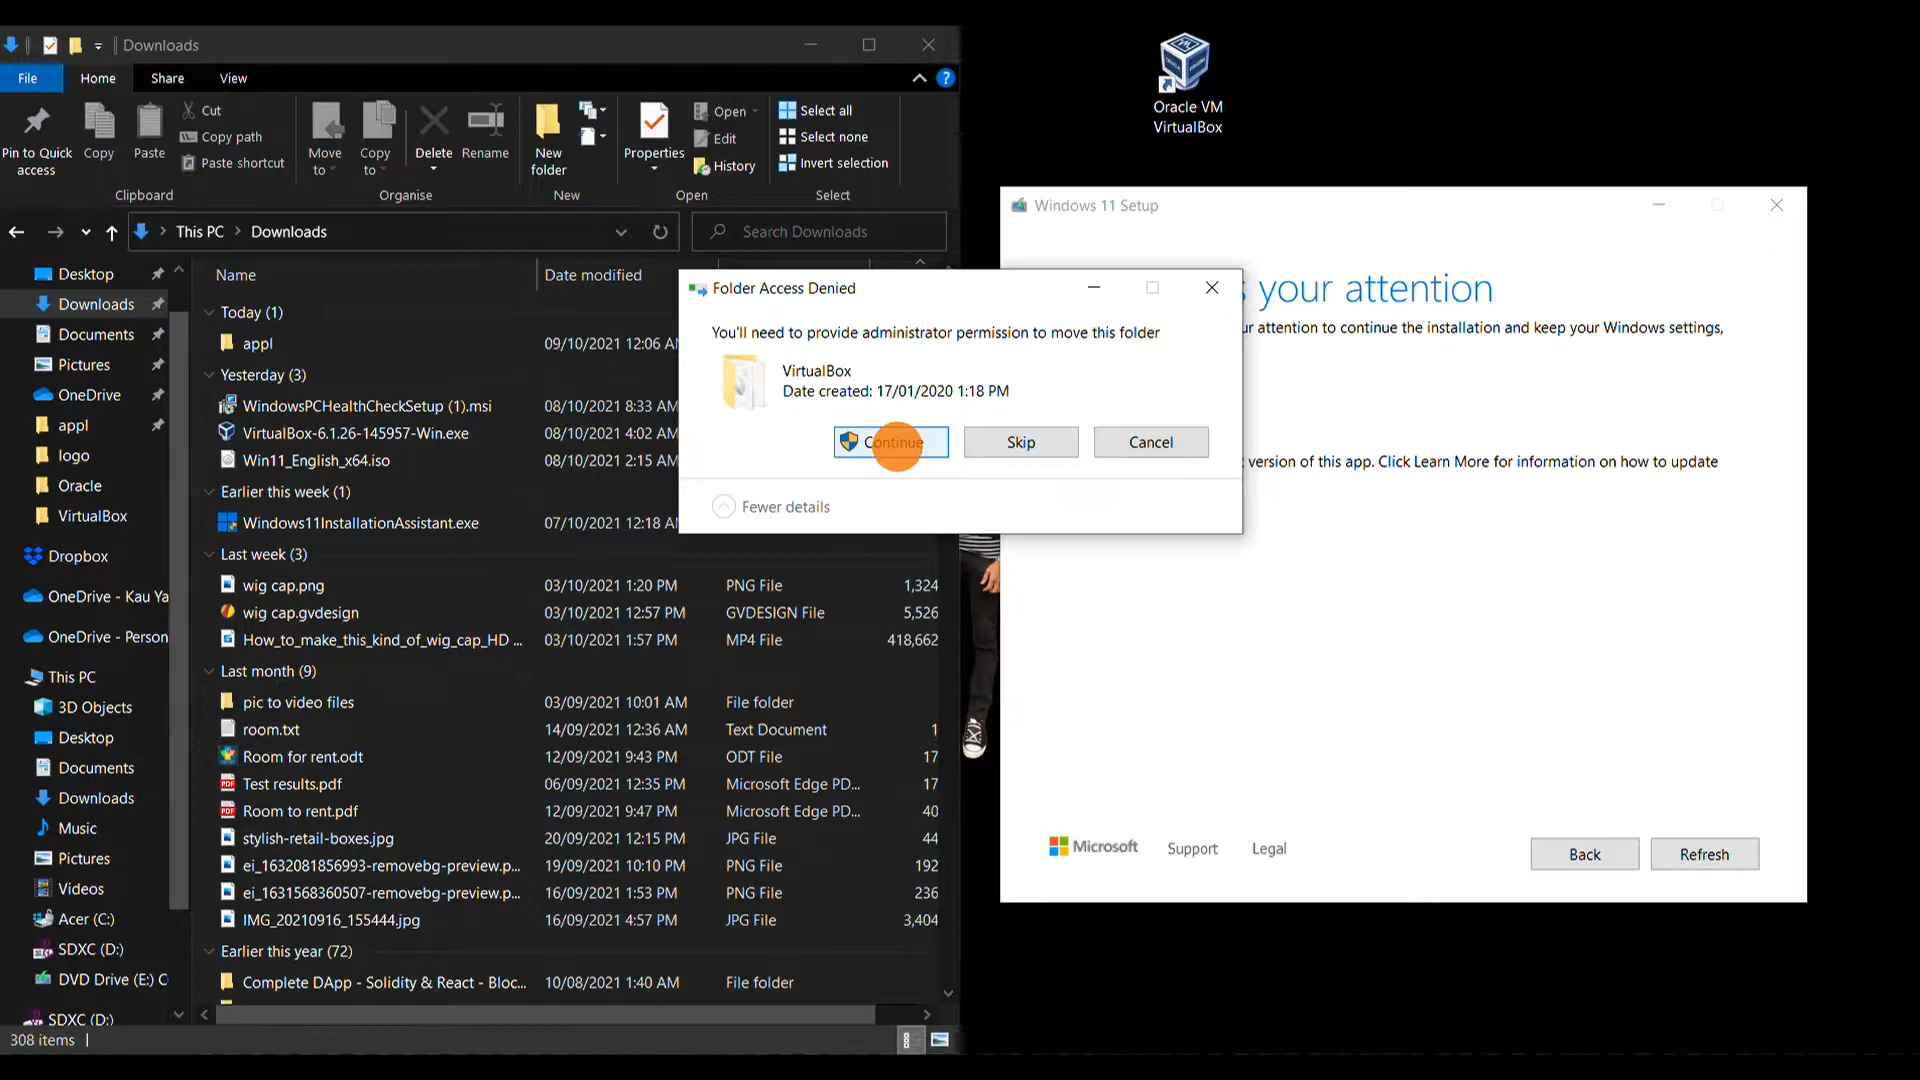 Downloads
File
Home
Share
View
Pin to Quick
access
Copy
Paste
Cut
Copy path
Paste shortcut
Move
to
Copy
to
Delete
Rename
New
folder
Properties
Open
Edit
History
Select all
Select none
Invert selection
Clipboard
Organise
New
Open
Select
This PC
Downloads
Search Downloads
Desktop
Downloads
Documents
Pictures
OneDrive
appl
logo
Oracle
VirtualBox
Dropbox
OneDrive - Kau Ya
OneDrive - Person
This PC
3D Objects
Desktop
Documents
Downloads
Music
Pictures
Videos
Acer (C:)
SDXC (D:)
DVD Drive (E:) C
SDXC (D:)
308 items
Name
Date modified
Today (1)
appl
09/10/2021 12:06 AM
Yesterday (3)
WindowsPCHealthCheckSetup (1).msi
08/10/2021 8:33 AM
VirtualBox-6.1.26-145957-Win.exe
08/10/2021 4:02 AM
Win11_English_x64.iso
08/10/2021 2:15 AM
Earlier this week (1)
Windows11InstallationAssistant.exe
07/10/2021 12:18 AM
Last week (3)
wig cap.png 03/10/2021 1:20 PM PNG File 1,324
wig cap.gvdesign 03/10/2021 12:57 PM GVDESIGN File 5,526
How_to_make_this_kind_of_wig_cap_HD ... 03/10/2021 1:57 PM MP4 File 418,662
Last month (9)
pic to video files 03/09/2021 10:01 AM File folder
room.txt 14/09/2021 12:36 AM Text Document 1
Room for rent.odt 12/09/2021 9:43 PM ODT File 17
Test results.pdf 06/09/2021 12:35 PM Microsoft Edge PD... 17
Room to rent.pdf 12/09/2021 9:47 PM Microsoft Edge PD... 40
stylish-retail-boxes.jpg 20/09/2021 12:15 PM JPG File 44
ei_1632081856993-removebg-preview.p... 19/09/2021 10:10 PM PNG File 192
ei_1631568360507-removebg-preview.p... 16/09/2021 1:53 PM PNG File 236
IMG_20210916_155444.jpg 16/09/2021 4:57 PM JPG File 3,404
Earlier this year (72)
Complete DApp - Solidity & React - Bloc... 10/08/2021 1:40 AM File folder
Folder Access Denied
You'll need to provide administrator permission to move this folder
VirtualBox
Date created: 17/01/2020 1:18 PM
Continue
Skip
Cancel
Fewer details
Oracle VM
VirtualBox
Windows 11 Setup
your attention
attention to continue the installation and keep your Windows settings,
version of this app. Click Learn More for information on how to update
Microsoft
Support
Legal
Back
Refresh